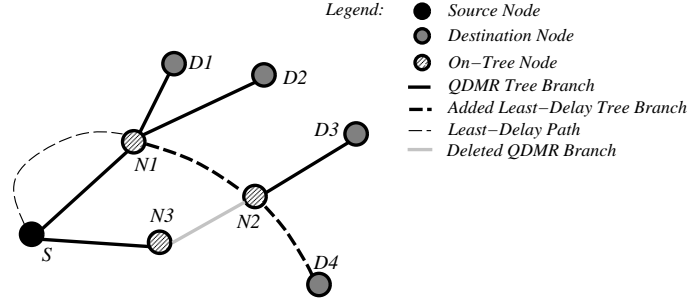 Legend:
Source Node
Destination Node
On-Tree Node
QDMR Tree Branch
Added Least-Delay Tree Branch
Least-Delay Path
Deleted QDMR Branch
D1
D2
D3
N1
N3
N2
S
D4